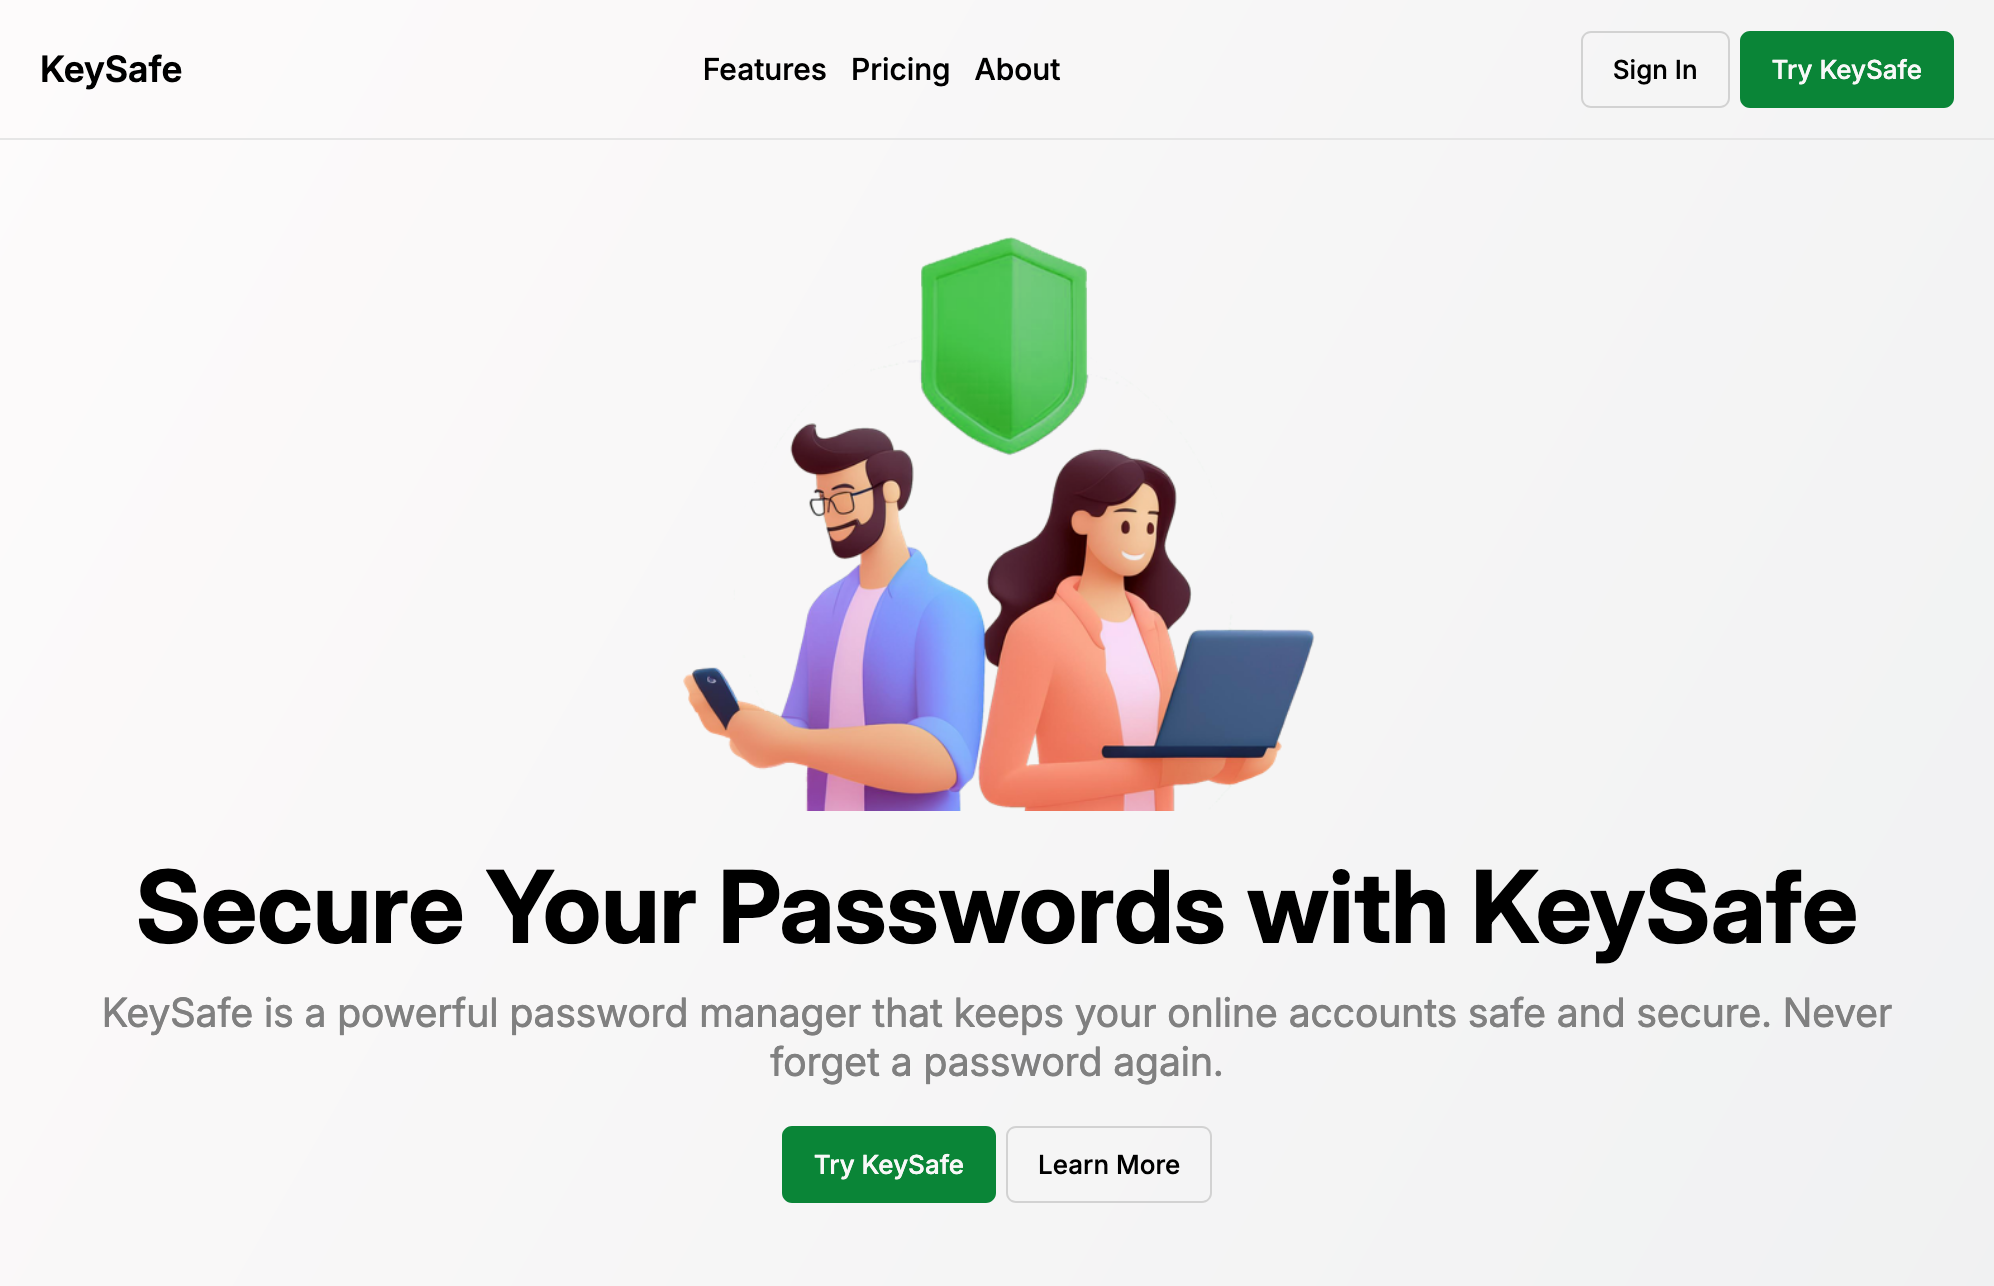 KeySafe
Features Pricing About
Sign In
Try KeySafe
Secure Your Passwords with KeySafe
KeySafe is a powerful password manager that keeps your online accounts safe and secure. Never
forget a password again.
Try KeySafe
Learn More